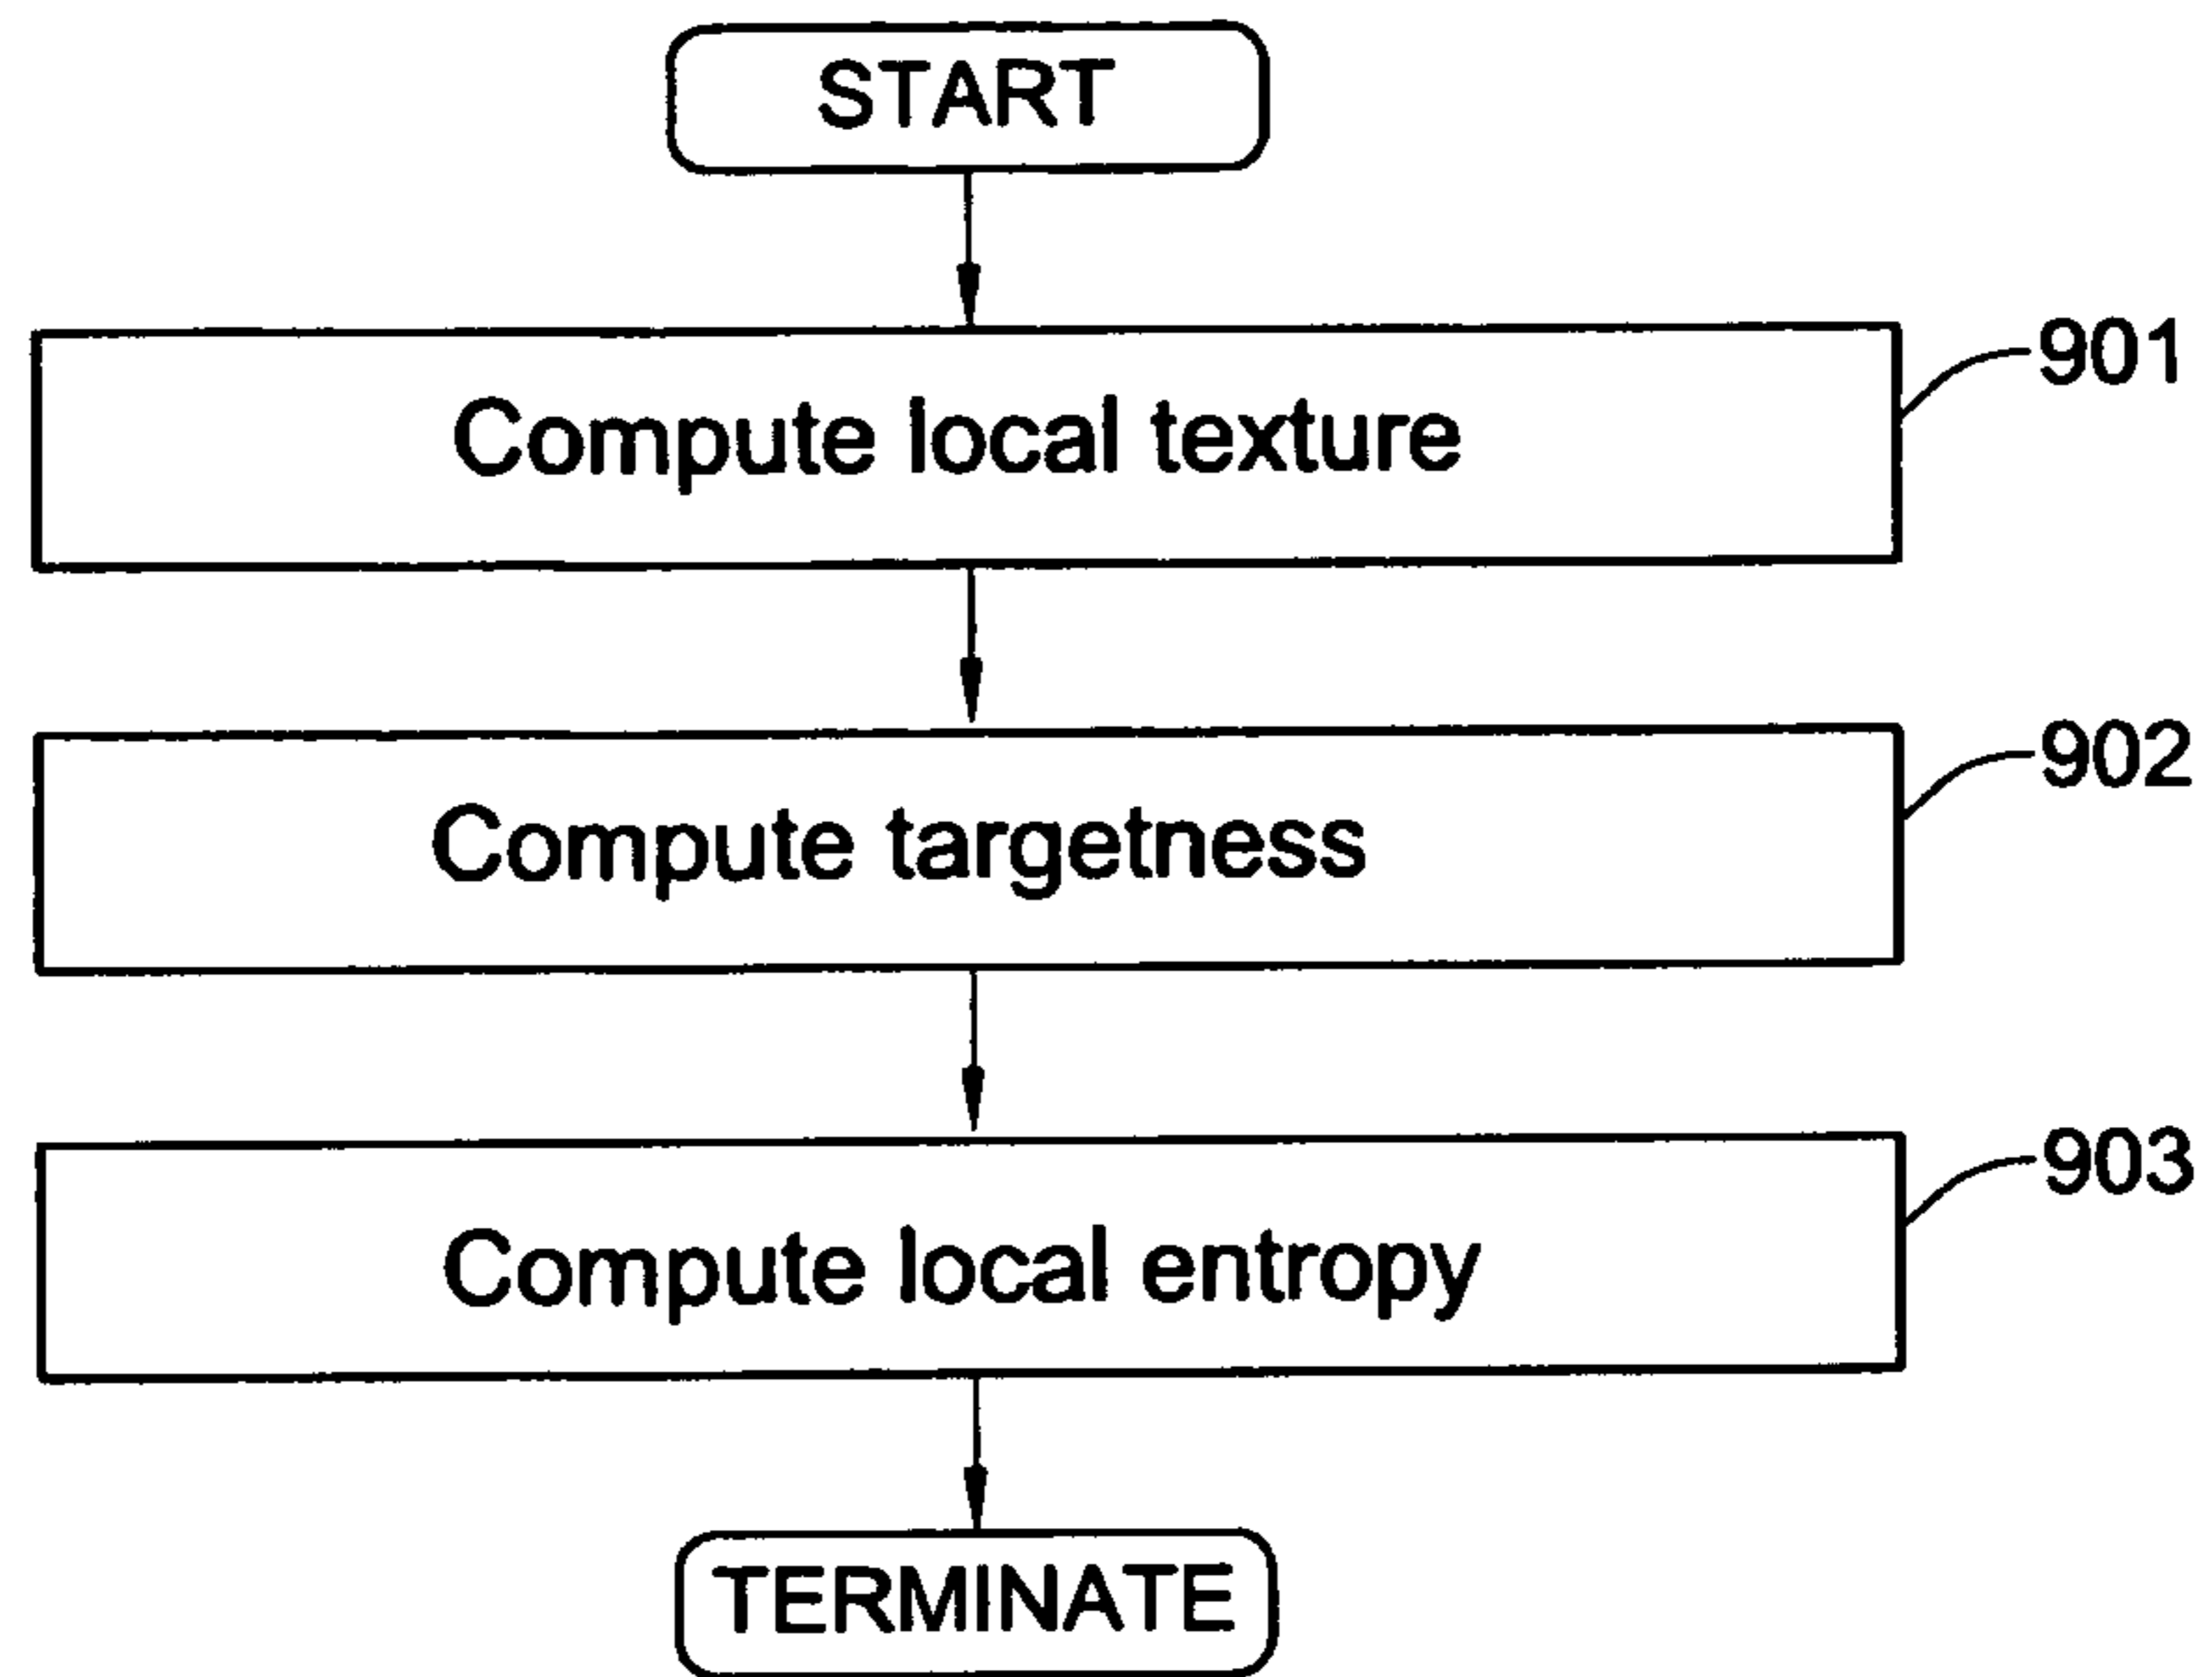 START
Compute local texture
901
Compute targetness
902
Compute local entropy
903
TERMINATE